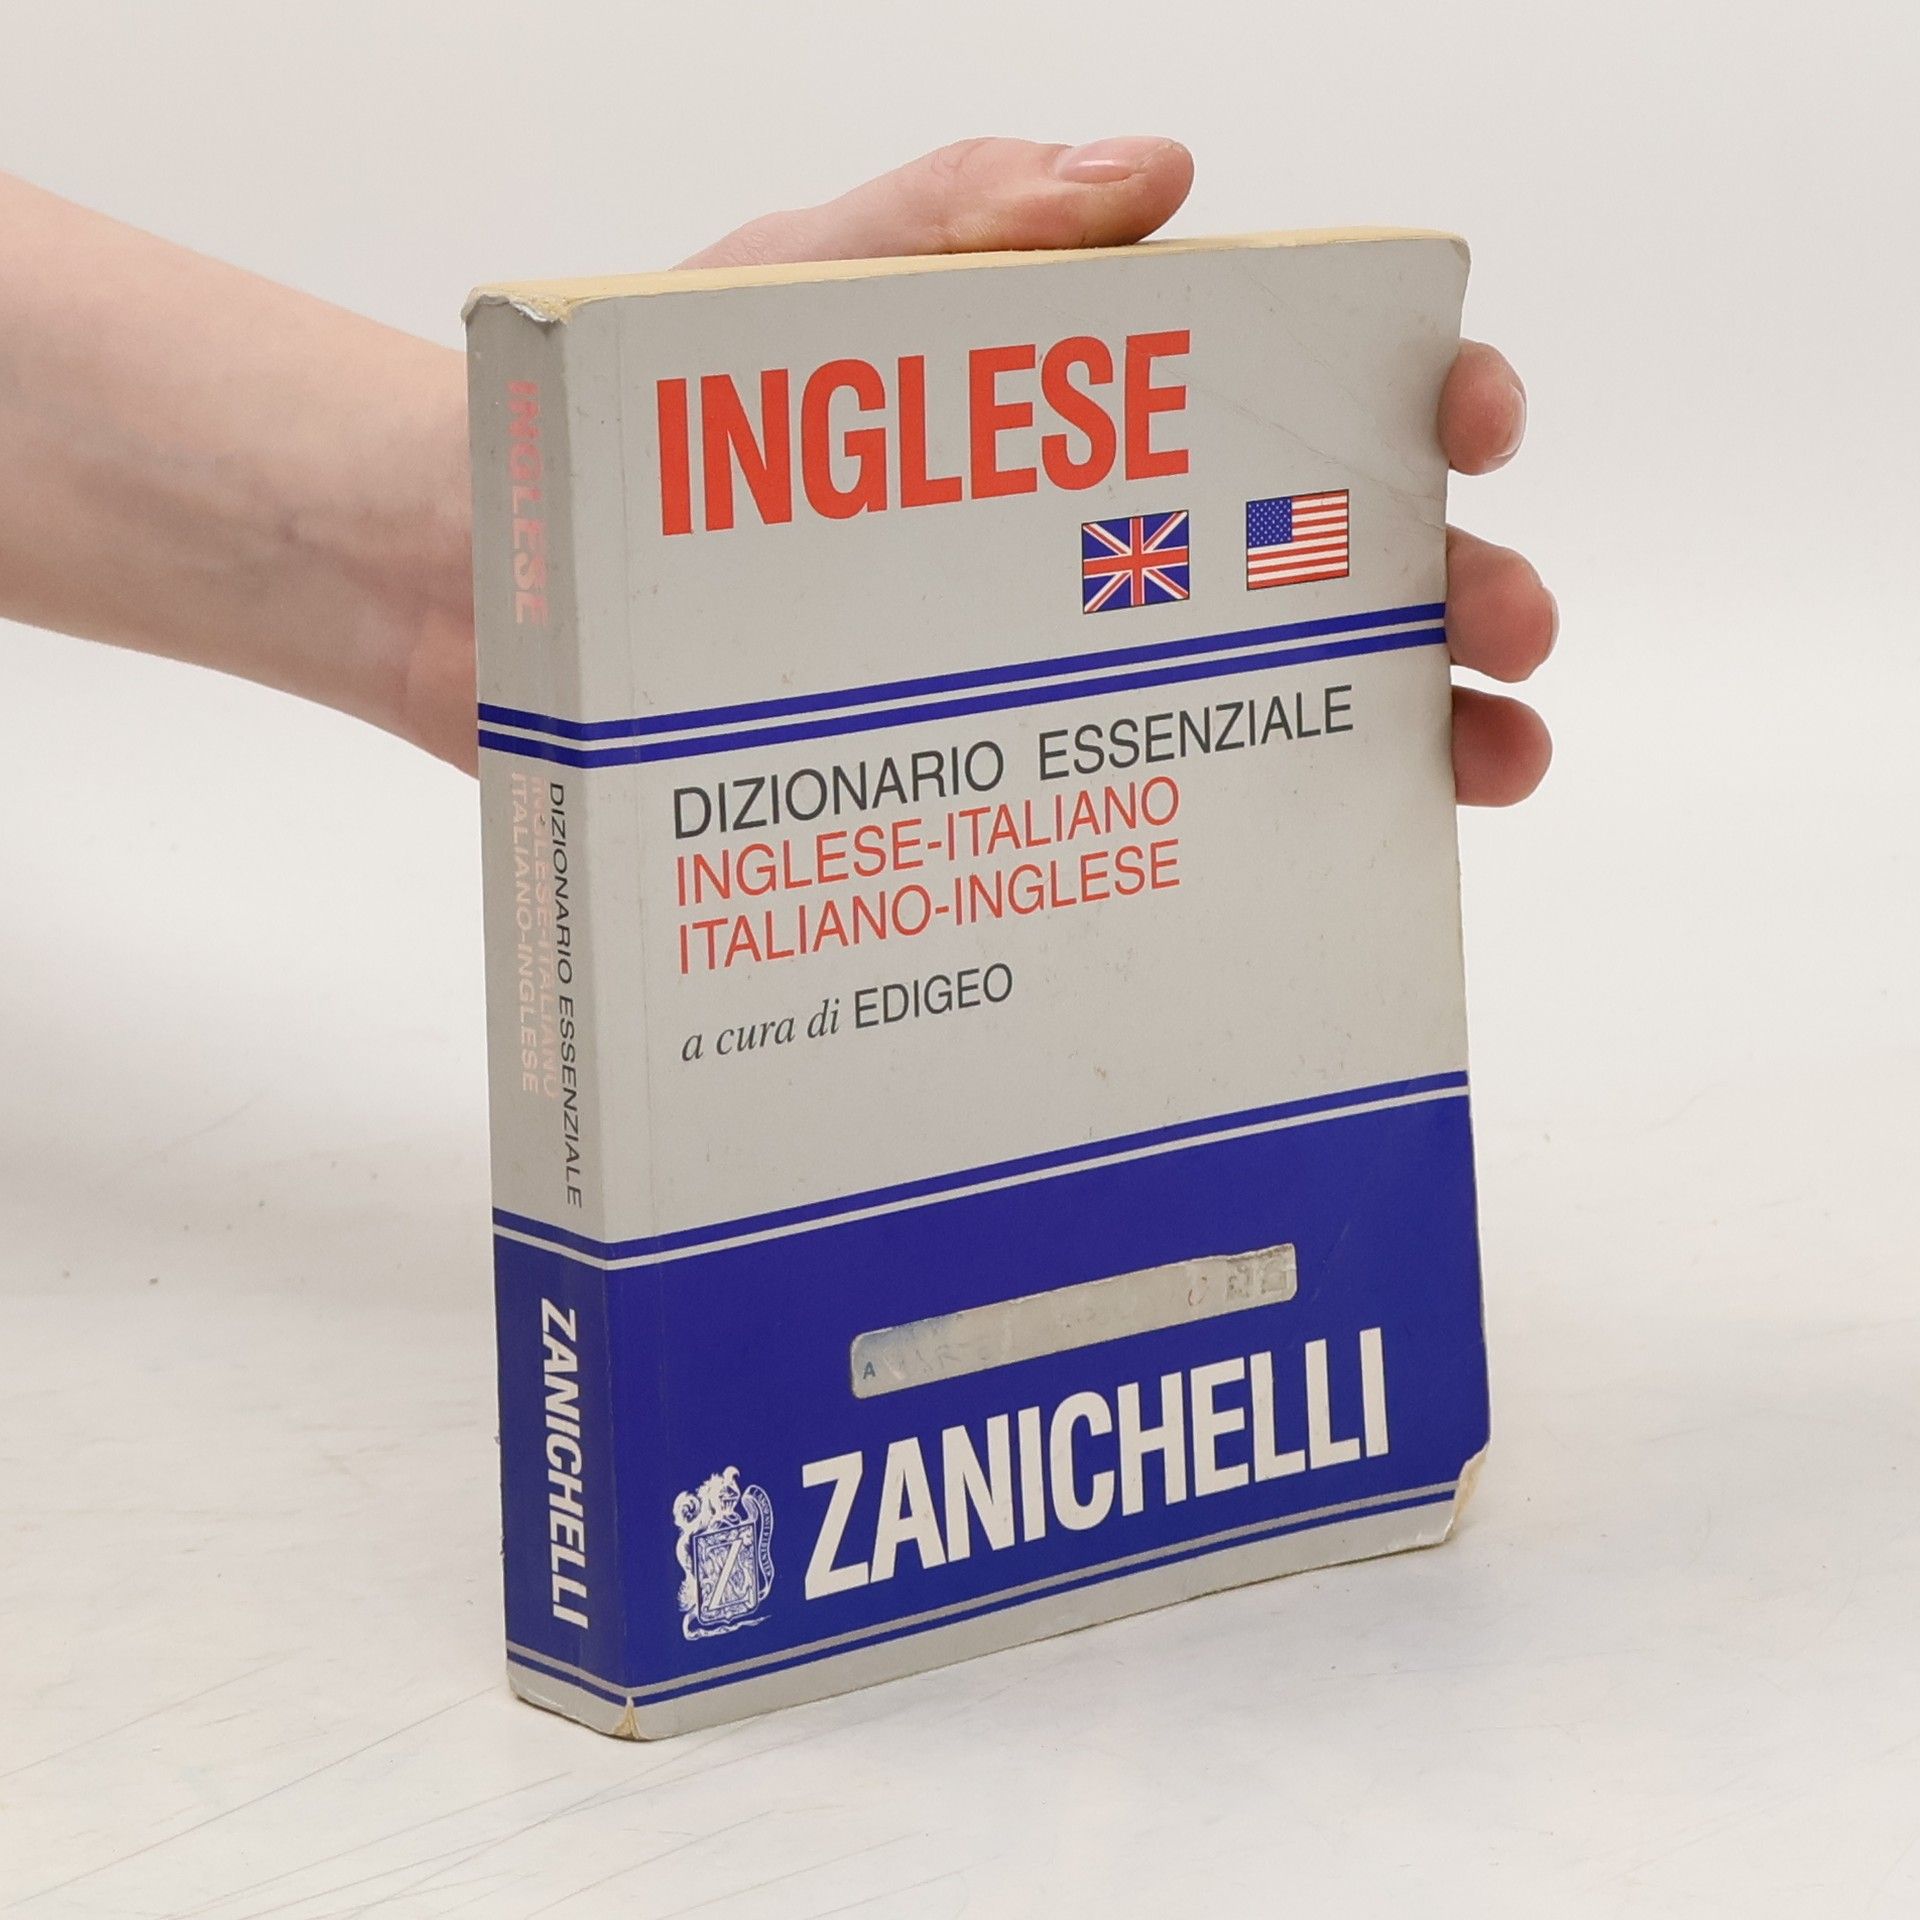 INGLESE
DIZIONARIO ESSENZIALE
INGLESE-ITALIANO
ITALIANO-INGLESE
a cura di EDIGEO
A
ZANICHELLI
Z
INGLESE
DIZIONARIO ESSENZIALE
INGLESE-ITALIANO
ITALIANO-INGLESE
ZANICHELLI